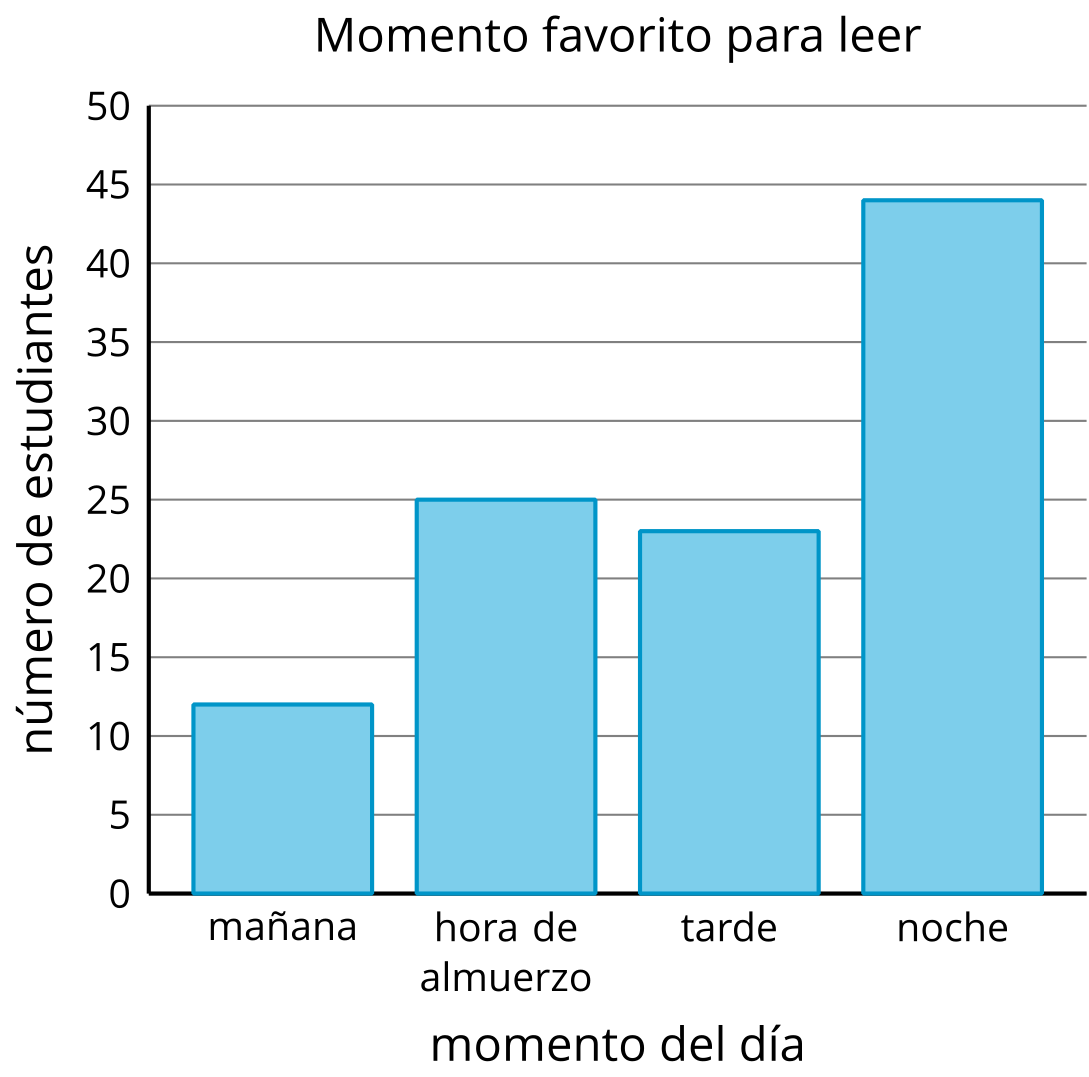 Momento favorito para leer
número de estudiantes
50
45
40
35
30
25
20
15
10
5
0
mañana
hora de
almuerzo
tarde
noche
momento del día